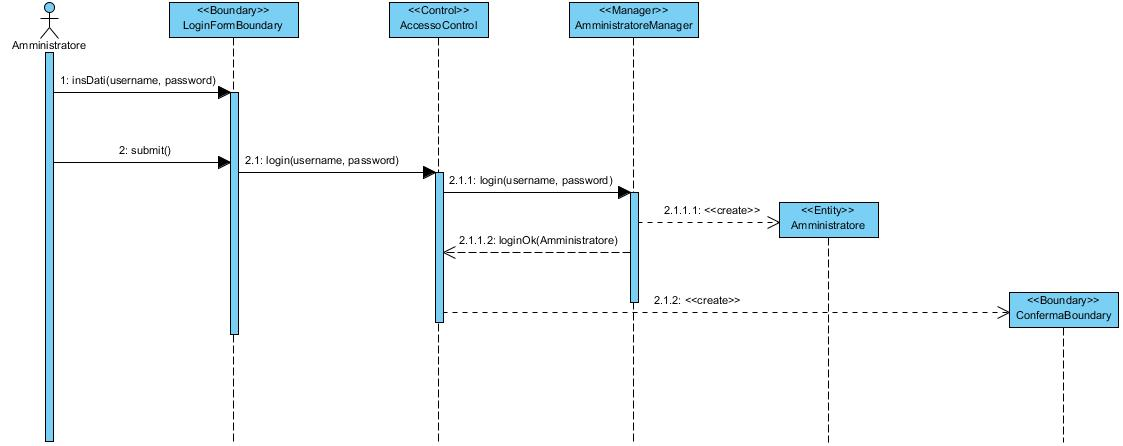 <<Boundary>>
LoginFormBoundary
<<Control>>
AccessoControl
<<Manager>>
AmministratoreManager
Amministratore
1: insDati(username, password)
2: submit()
2.1: login(username, password)
2.1.1: login(username, password)
2.1.1.1: <<create>>
<<Entity>>
Amministratore
2.1.1.2: loginOk(Amministratore)
2.1.2: <<create>>
<<Boundary>>
ConfermaBoundary